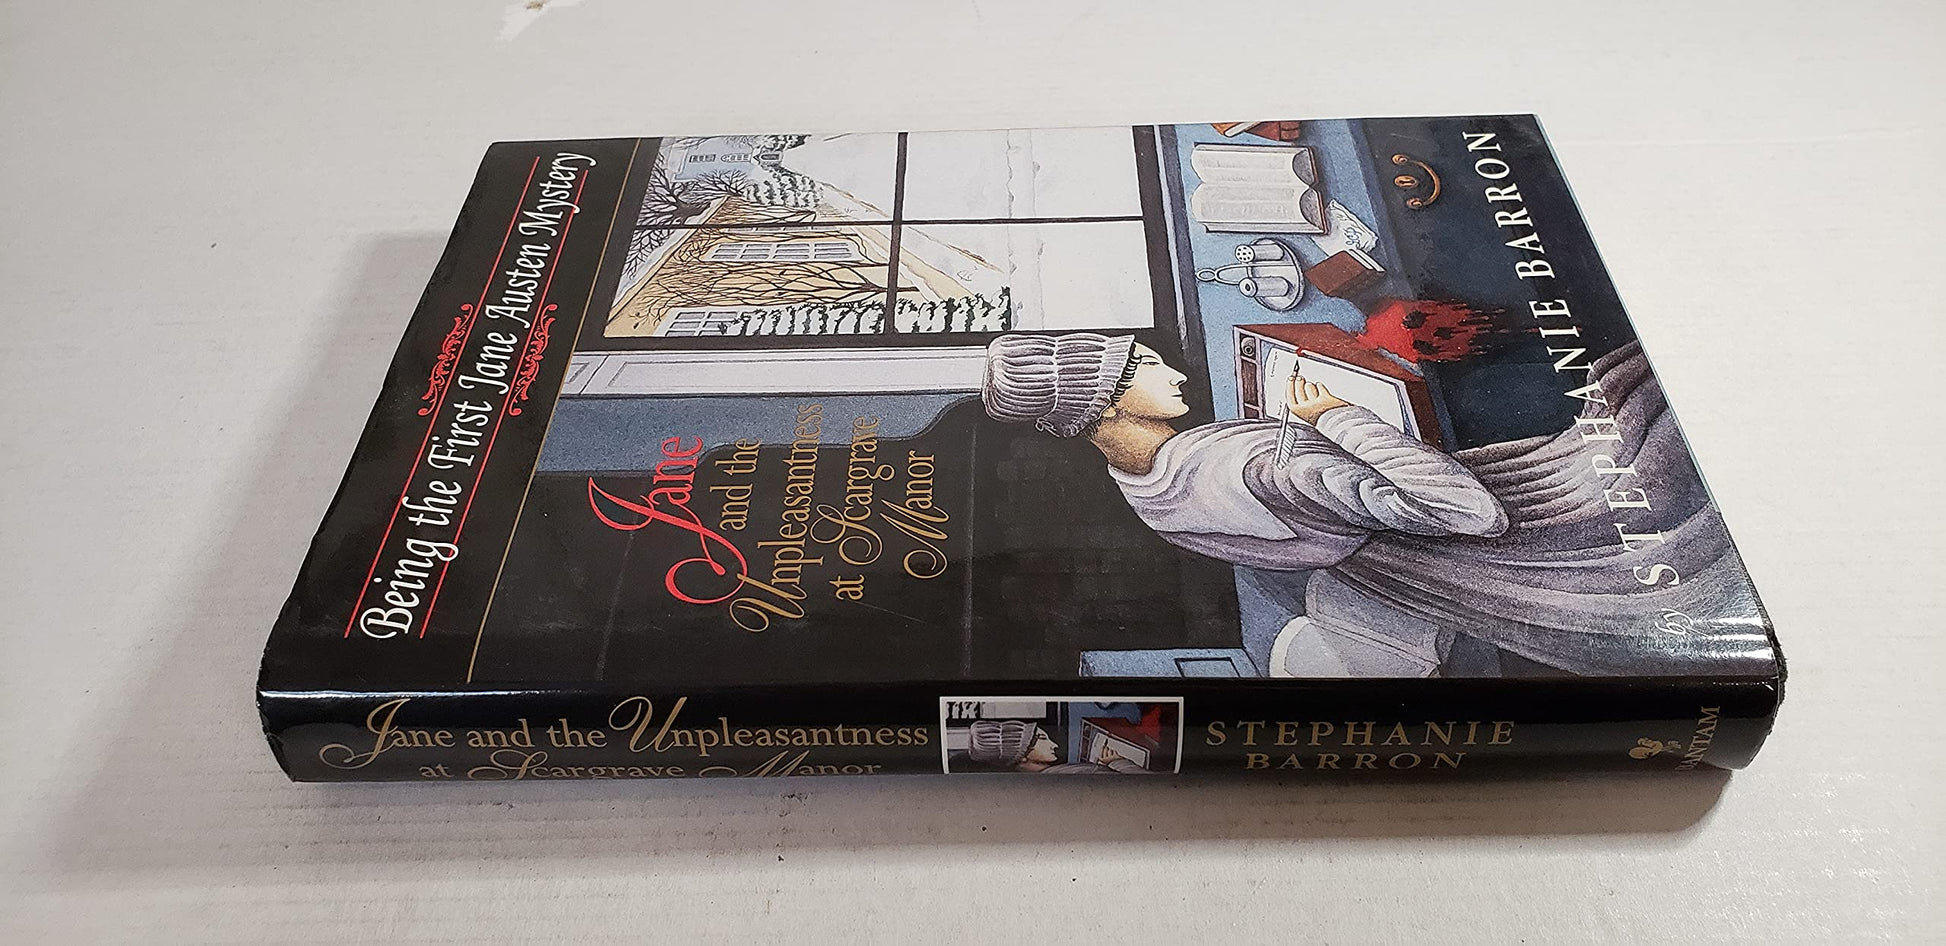 Being the First Jane Austen Mystery
Jane
and the
Unpleasantness
at Scargrave
Manor
by STEPHANIE BARRON
Jane and the Unpleasantness
at Scargrave Manor
STEPHANIE
BARRON
BANTAM